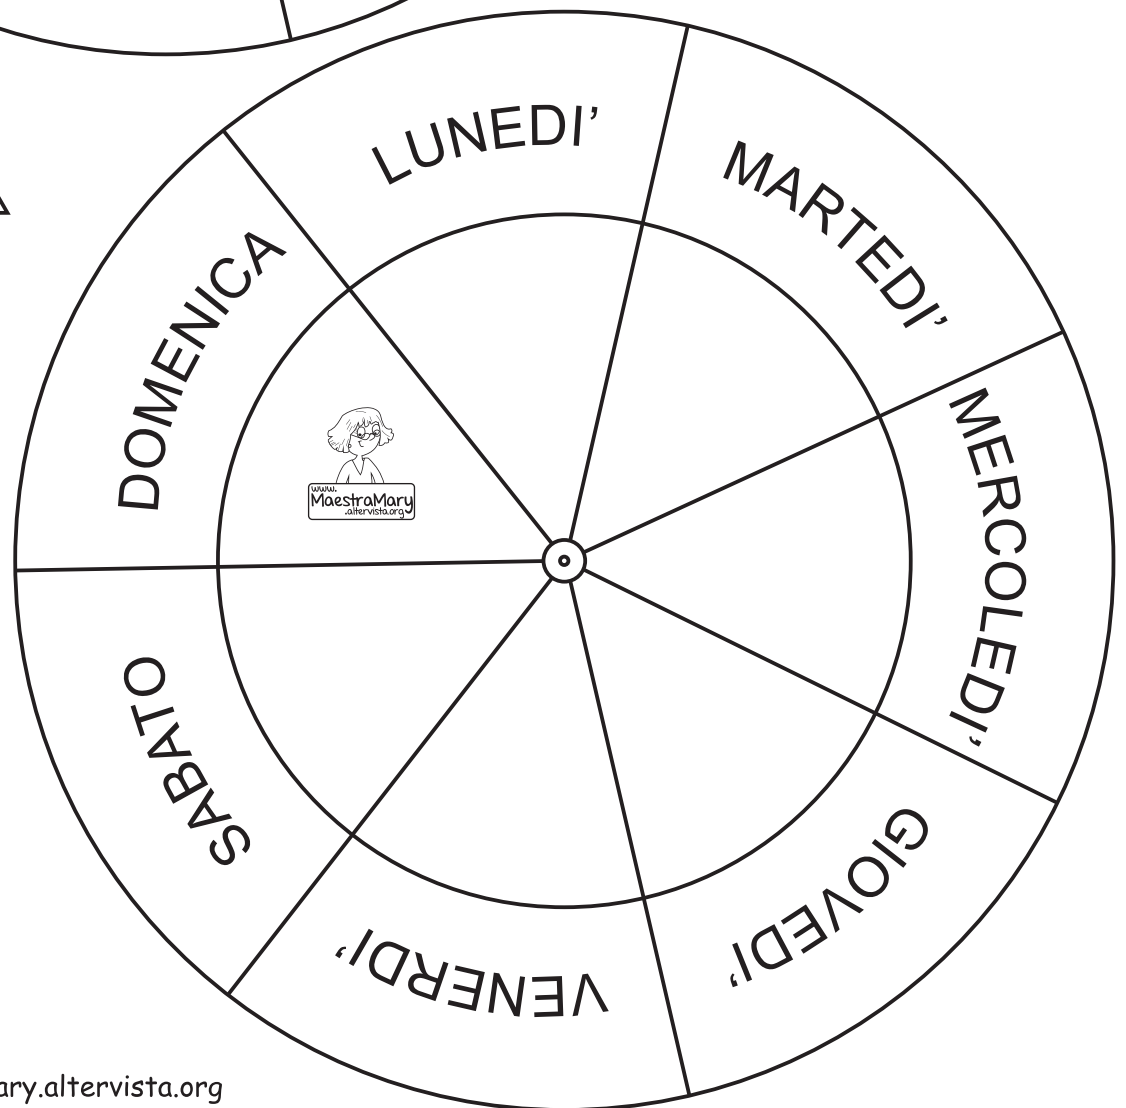 LUNEDI’
MARTEDI’
MERCOLEDI’
GIOVEDI’
VENERDI’
SABATO
DOMENICA
www.
MaestraMary
.altervista.org
ary.altervista.org